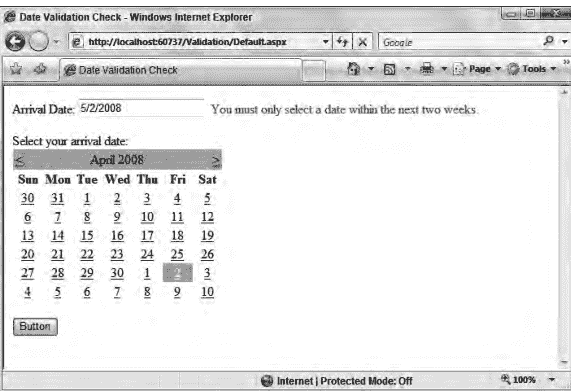 Date Validation Check - Windows Internet Explorer
http://localhost:60737/Validation/Default.aspx
Google
Date Validation Check
Page
Tools
Arrival Date: 5/2/2008 You must only select a date within the next two weeks.
Select your arrival date:
< April 2008 >
Sun Mon Tue Wed Thu Fri Sat
30 31 1 2 3 4 5
6 7 8 9 10 11 12
13 14 15 16 17 18 19
20 21 22 23 24 25 26
27 28 29 30 1 2 3
4 5 6 7 8 9 10
Button
Internet | Protected Mode: Off
100%